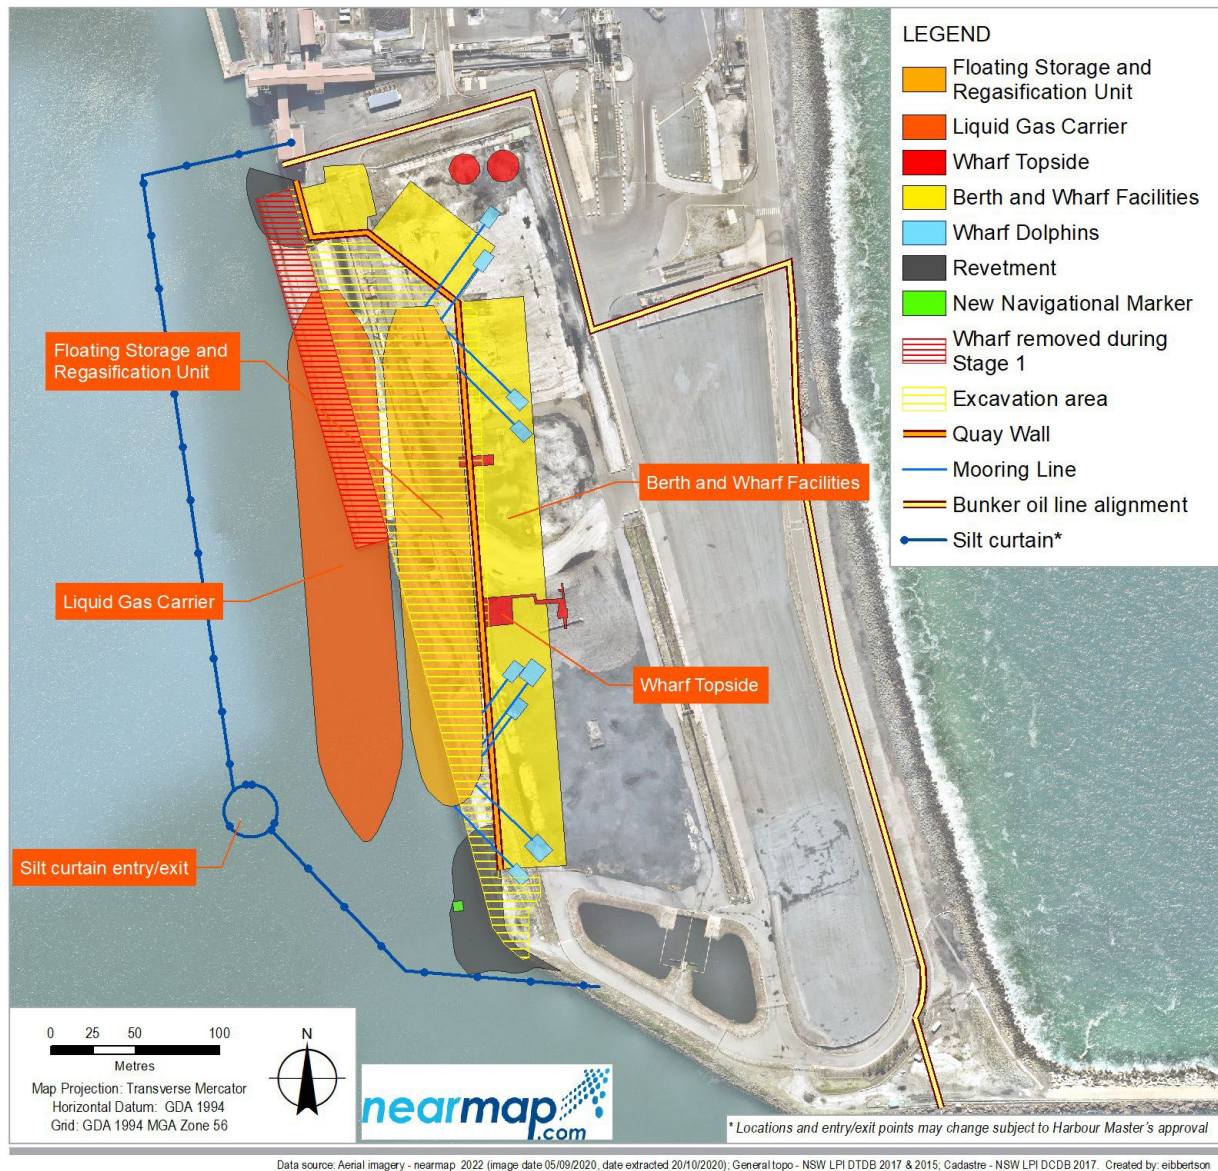 LEGEND
Floating Storage and
Regasification Unit
Liquid Gas Carrier
Wharf Topside
Berth and Wharf Facilities
Wharf Dolphins
Revetment
New Navigational Marker
Wharf removed during
Stage 1
Excavation area
Quay Wall
Mooring Line
Bunker oil line alignment
Silt curtain*
Floating Storage and
Regasification Unit
Berth and Wharf Facilities
Liquid Gas Carrier
Wharf Topside
Silt curtain entry/exit
0 25 50 100
Metres
Map Projection: Transverse Mercator
Horizontal Datum: GDA 1994
Grid: GDA 1994 MGA Zone 56
N
nearmap
.com
* Locations and entry/exit points may change subject to Harbour Master's approval
Data source: Aerial imagery - nearmap 2022 (image date 05/09/2020, date extracted 20/10/2020); General topo - NSW LPI DTDB 2017 & 2015; Cadastre - NSW LPI DCDB 2017. Created by: eibbertson